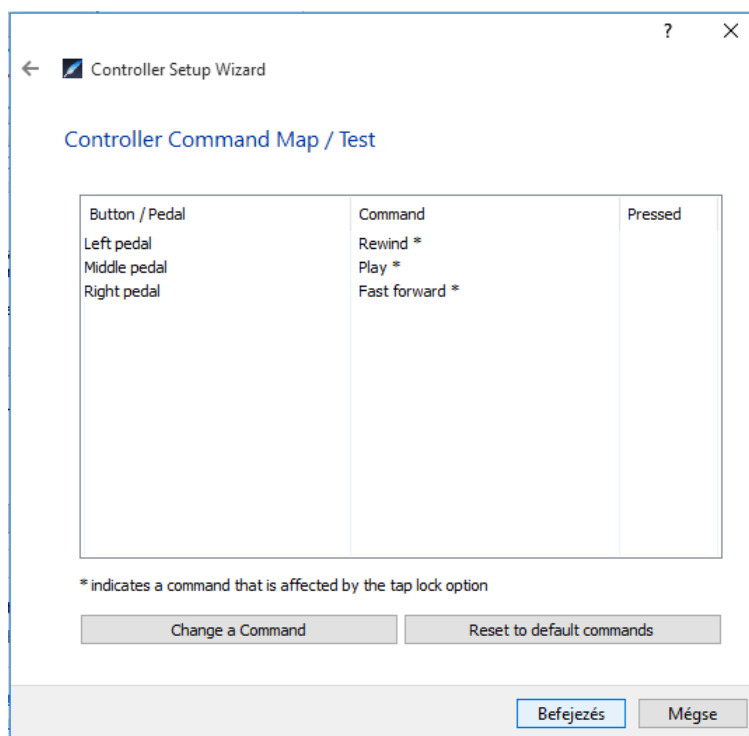 Controller Setup Wizard
Controller Command Map / Test
Button / Pedal Command Pressed
Left pedal Rewind *
Middle pedal Play *
Right pedal Fast forward *
* indicates a command that is affected by the tap lock option
Change a Command Reset to default commands
Befejezés Mégse